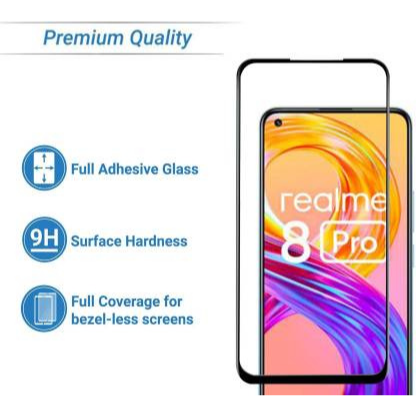 Premium Quality
Full Adhesive Glass
9H
Surface Hardness
Full Coverage for
bezel-less screens
realme
8 Pro